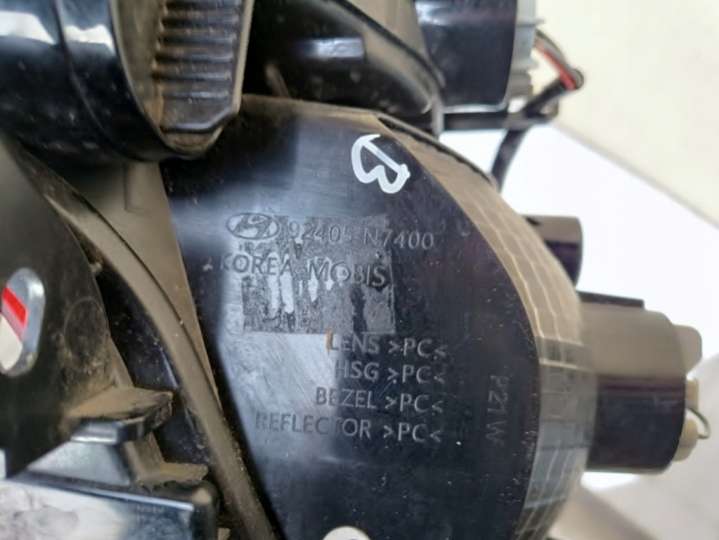 92405 N7400
KOREA MOBIS
LENS >PC<
HSG >PC<
BEZEL >PC<
REFLECTOR >PC<
P21W